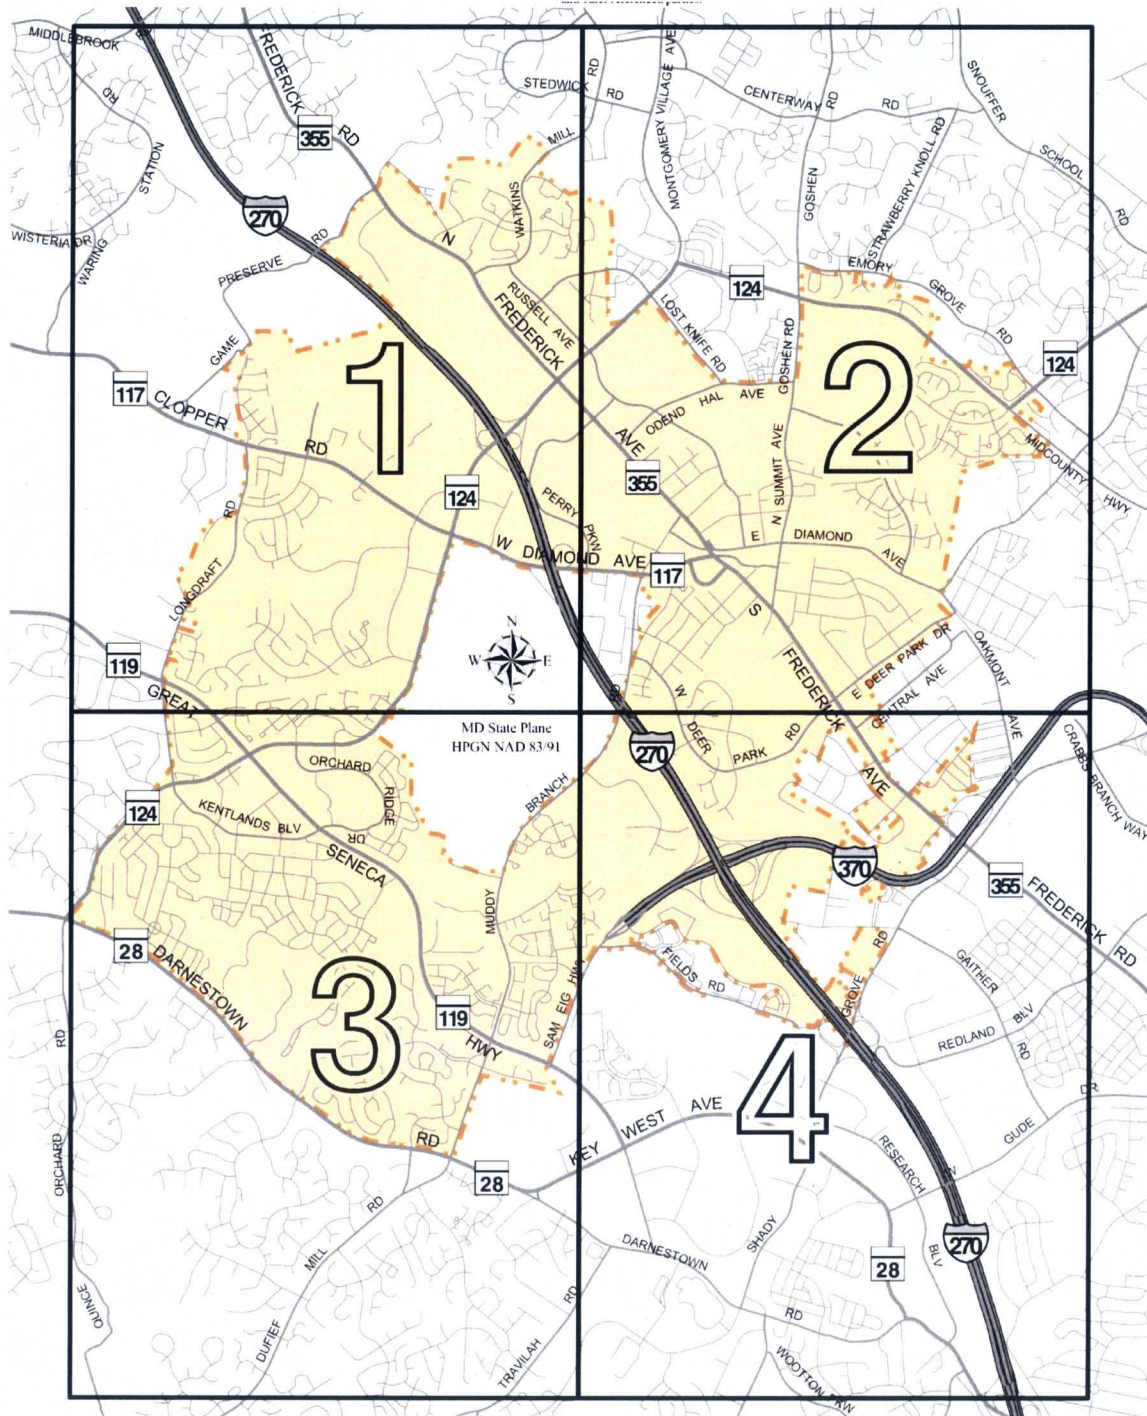 MIDDLEBROOK
RD
FREDERICK
RD
355
STEDWICK
RD
RD
MONTGOMERY VILLAGE AVE
CENTERWAY
RD
RD
SNOUFFER
SCHOOL
RD
STATION
WARING
WISTERIA DR
270
MILL
WATKINS
GOSHEN
STRAWBERRY KNOLL RD
PRESERVE
RD
GAME
N
RUSSELL AVE
FREDERICK
AVE
355
124
LOST KNIFE RD
GOSHEN RD
EMORY
GROVE
RD
124
117
CLOPPER
RD
1
2
ODEND
HAL
AVE
N SUMMIT AVE
MIDCOUNTY
HWY
124
PERRY
PKW
W DIAMOND AVE
117
E
DIAMOND
AVE
LONGDRAFT
RD
119
GREAT
N
W
E
S
S
FREDERICK
AVE
E DEER PARK DR
CENTRAL AVE
OAKMONT
AVE
W
DEER
PARK
RD
MD State Plane
HPGN NAD 83/91
270
CRABBS BRANCH WAY
ORCHARD
RIDGE
DR
124
KENTLANDS BLV
SENECA
BRANCH
MUDDY
370
355
FREDERICK
RD
28
DARNESTOWN
RD
3
119
HWY
SAM EIG HWY
FIELDS
RD
GROVE
RD
GAITHER
RD
REDLAND
BLV
GUDE
DR
4
KEY
WEST
AVE
28
RESEARCH
BLV
SHADY
270
28
ORCHARD
RD
QUINCE
MILL
RD
DUFIEF
DARNESTOWN
RD
TRAVILAH
RD
WOOTTON PKW